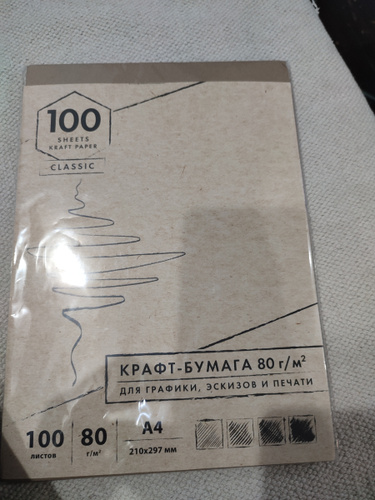 100
SHEETS
KRAFT PAPER
CLASSIC
КРАФТ-БУМАГА 80 г/м²
ДЛЯ ГРАФИКИ, ЭСКИЗОВ И ПЕЧАТИ
100
листов
80
г/м²
А4
210x297 мм